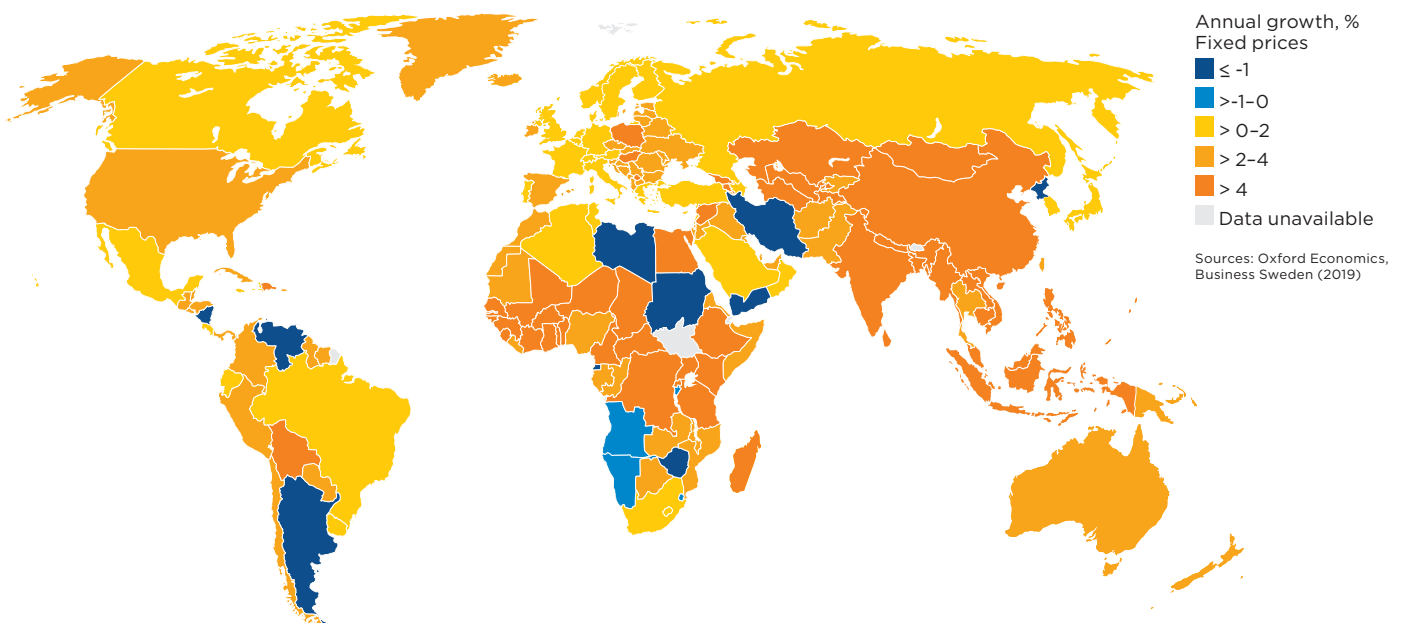 Annual growth, %
Fixed prices
≤ -1
>-1–0
> 0–2
> 2–4
> 4
Data unavailable
Sources: Oxford Economics,
Business Sweden (2019)